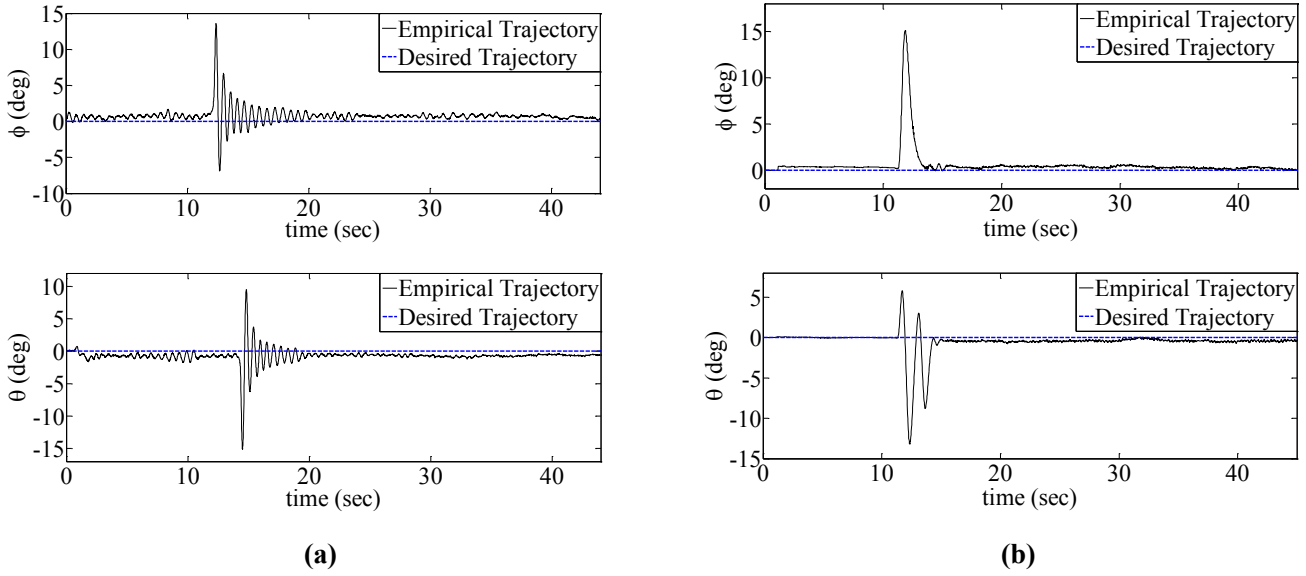 15
10
5
0
-5
-10
ϕ (deg)
Empirical Trajectory
Desired Trajectory
0 10 20 30 40
time (sec)
10
5
0
-5
-10
-15
θ (deg)
Empirical Trajectory
Desired Trajectory
0 10 20 30 40
time (sec)
(a)
15
10
5
0
ϕ (deg)
Empirical Trajectory
Desired Trajectory
0 10 20 30 40
time (sec)
5
0
-5
-10
-15
θ (deg)
Empirical Trajectory
Desired Trajectory
0 10 20 30 40
time (sec)
(b)